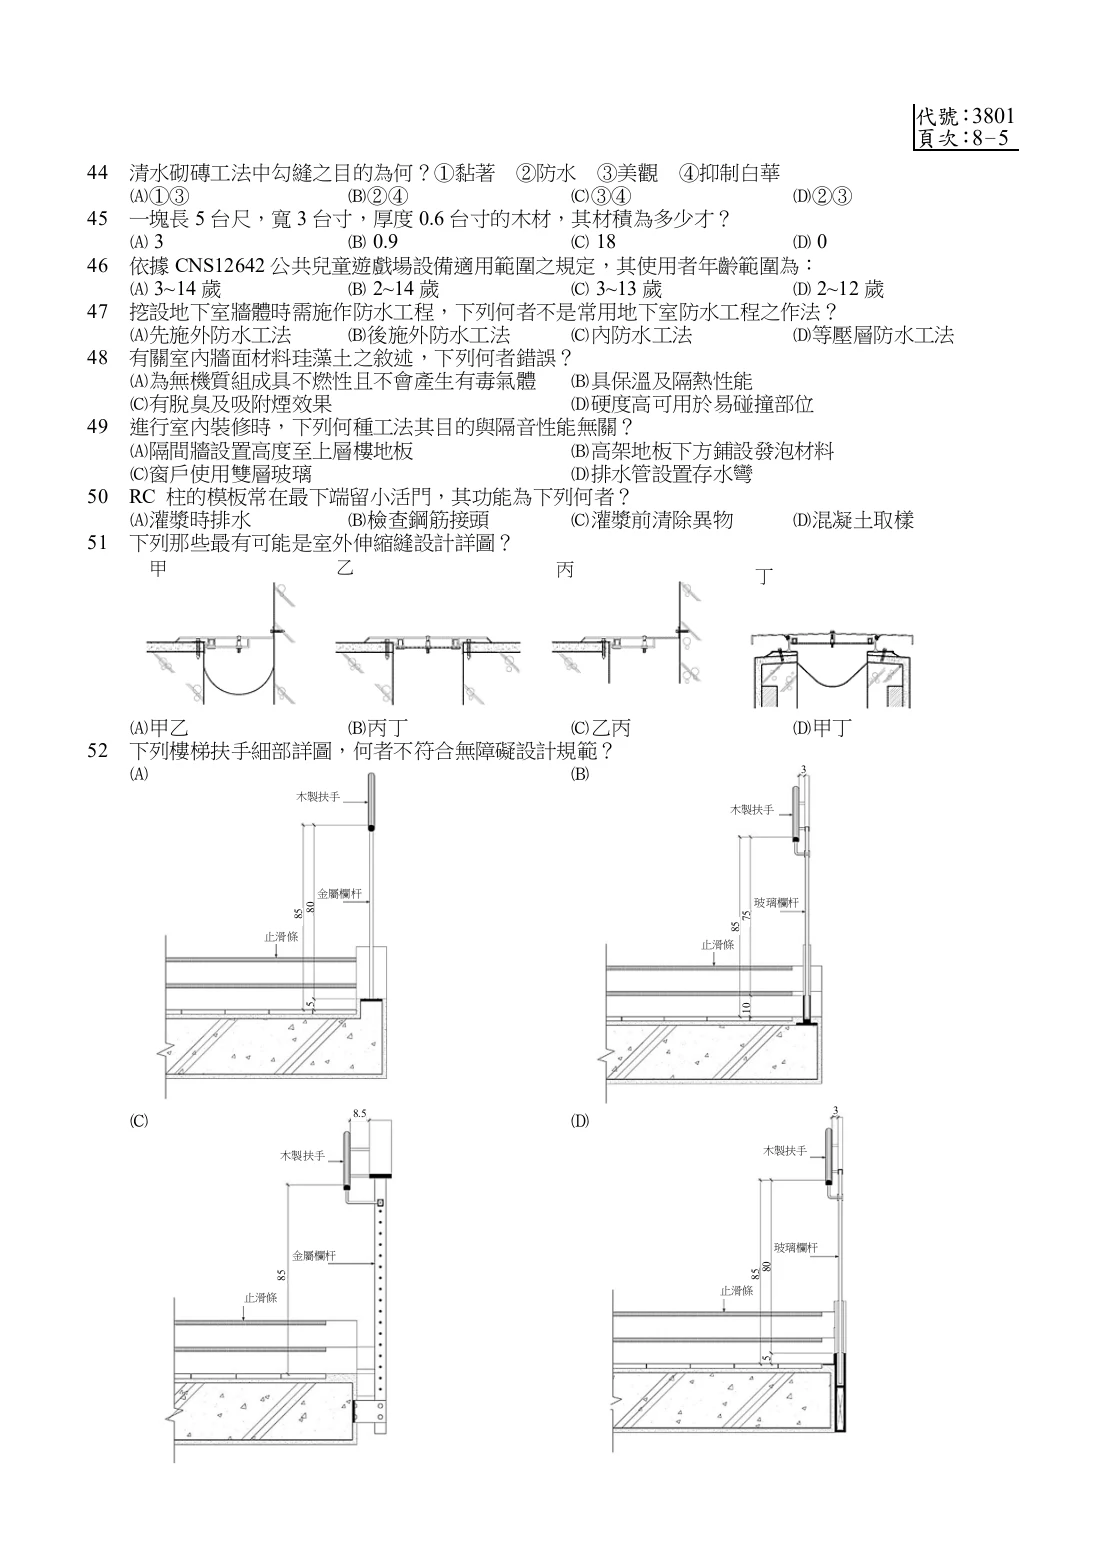 代號：3801
頁次：8－5
44 清水砌磚工法中勾縫之目的為何？①黏著 ②防水 ③美觀 ④抑制白華
(A)①③ (B)②④ (C)③④ (D)②③
45 一塊長 5 台尺，寬 3 台寸，厚度 0.6 台寸的木材，其材積為多少才？
(A) 3 (B) 0.9 (C) 18 (D) 0
46 依據 CNS12642 公共兒童遊戲場設備適用範圍之規定，其使用者年齡範圍為：
(A) 3~14 歲 (B) 2~14 歲 (C) 3~13 歲 (D) 2~12 歲
47 挖設地下室牆體時需施作防水工程，下列何者不是常用地下室防水工程之作法？
(A)先施外防水工法 (B)後施外防水工法 (C)內防水工法 (D)等壓層防水工法
48 有關室內牆面材料珪藻土之敘述，下列何者錯誤？
(A)為無機質組成具不燃性且不會產生有毒氣體 (B)具保溫及隔熱性能
(C)有脫臭及吸附煙效果 (D)硬度高可用於易碰撞部位
49 進行室內裝修時，下列何種工法其目的與隔音性能無關？
(A)隔間牆設置高度至上層樓地板 (B)高架地板下方鋪設發泡材料
(C)窗戶使用雙層玻璃 (D)排水管設置存水彎
50 RC 柱的模板常在最下端留小活門，其功能為下列何者？
(A)灌漿時排水 (B)檢查鋼筋接頭 (C)灌漿前清除異物 (D)混凝土取樣
51 下列那些最有可能是室外伸縮縫設計詳圖？
甲 乙 丙 丁
(A)甲乙 (B)丙丁 (C)乙丙 (D)甲丁
52 下列樓梯扶手細部詳圖，何者不符合無障礙設計規範？
(A)
木製扶手
金屬欄杆
85
80
止滑條
5
(B)
3
木製扶手
玻璃欄杆
85
75
止滑條
10
(C)
8.5
木製扶手
金屬欄杆
85
止滑條
(D)
3
木製扶手
玻璃欄杆
85
80
止滑條
5